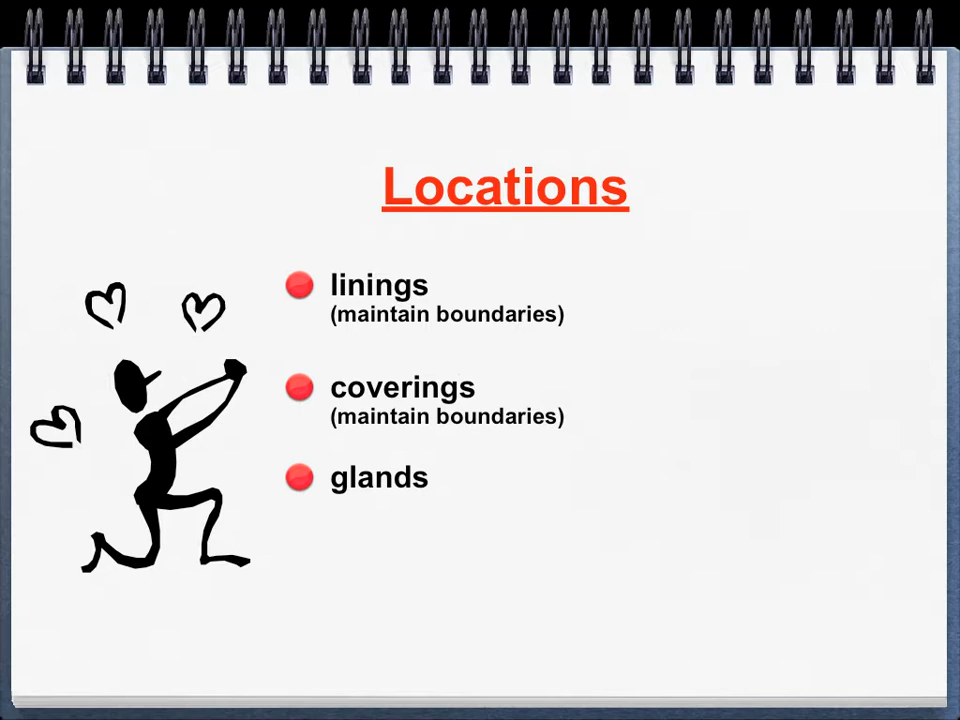 Locations
linings
(maintain boundaries)
coverings
(maintain boundaries)
glands